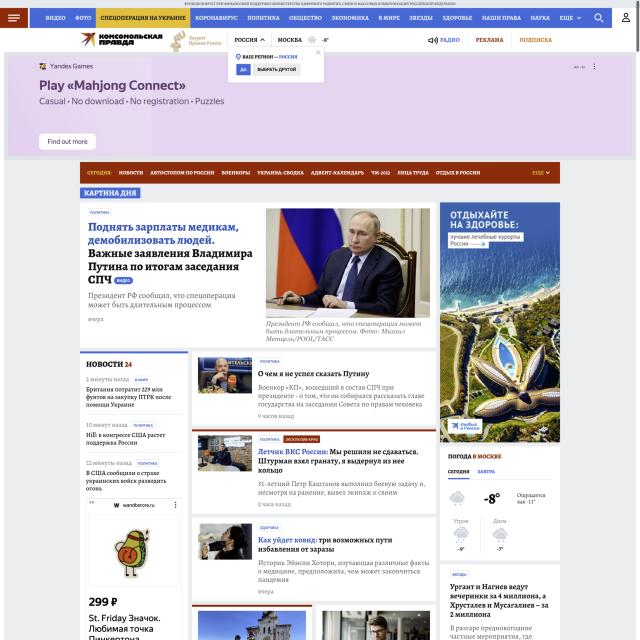 ВИДЕО ФОТО СПЕЦОПЕРАЦИЯ НА УКРАИНЕ КОРОНАВИРУС ПОЛИТИКА ОБЩЕСТВО ЭКОНОМИКА В МИРЕ ЗВЕЗДЫ ЗДОРОВЬЕ НАШИ ПРАВА НАУКА ЕЩЕ
КОМСОМОЛЬСКАЯ
ПРАВДА
РОССИЯ
МОСКВА -8°
РАДИО
РЕКЛАМА
ПОДПИСКА
ВАШ РЕГИОН — РОССИЯ
ДА
ВЫБРАТЬ ДРУГОЙ
Yandex Games
Play «Mahjong Connect»
Casual • No download • No registration • Puzzles
Find out more
СЕГОДНЯ: НОВОСТИ АВТОСТОПОМ ПО РОССИИ ВОЕНКОРЫ УКРАИНА-СВОДКА АДВЕНТ-КАЛЕНДАРЬ ЧМ-2022 ЛИЦА ТРУДА ОТДЫХ В РОССИИ ЕЩЕ
КАРТИНА ДНЯ
ПОЛИТИКА
Поднять зарплаты медикам,
демобилизовать людей.
Важные заявления Владимира
Путина по итогам заседания
СПЧ ВИДЕО
Президент РФ сообщил, что спецоперация
может быть длительным процессом
вчера
Президент РФ сообщил, что спецоперация может
быть длительным процессом. Фото: Михаил
Метцель/POOL/ТАСС
НОВОСТИ 24
2 минуты назад В МИРЕ
Британия потратит 229 млн
фунтов на закупку ПТРК после
помощи Украине
10 минут назад ПОЛИТИКА
Hill: в конгрессе США растет
поддержка России
22 минуты назад ПОЛИТИКА
В США сообщили о страхе
украинских войск разводить
огонь
wandbstore.ru
299 ₽
St. Friday Значок.
Любимая точка
Пинкертона
ПОЛИТИКА
О чем я не успел сказать Путину
Военкор «КП», вошедший в состав СПЧ при
президенте - о том, что он собирался рассказать главе
государства на заседании Совета по правам человека
9 часов назад
ПОЛИТИКА ЭКСКЛЮЗИВ КП.RU
Летчик ВКС России: Мы решили не сдаваться.
Штурман взял гранату, я выдернул из нее
кольцо
31-летний Петр Каштанов выполнил боевую задачу и,
несмотря на ранение, вывел экипаж к своим
2 часа назад
ЗДОРОВЬЕ
Как уйдет ковид: три возможных пути
избавления от заразы
Историк Эйнсли Хоторн, изучающая различные факты
о медицине, предположила, чем может закончиться
пандемия
вчера
ОТДЫХАЙТЕ
НА ЗДОРОВЬЕ:
лучшие лечебные курорты
России
ПОГОДА В МОСКВЕ
СЕГОДНЯ ЗАВТРА
-8°
Ощущается
как -11°
Утром
-9°
Днем
-7°
ЗВЕЗДЫ
Ургант и Нагиев ведут
вечеринки за 4 миллиона, а
Хрусталев и Мусагалиев – за
2 миллиона
В разгаре предновогодние
частные мероприятия, где